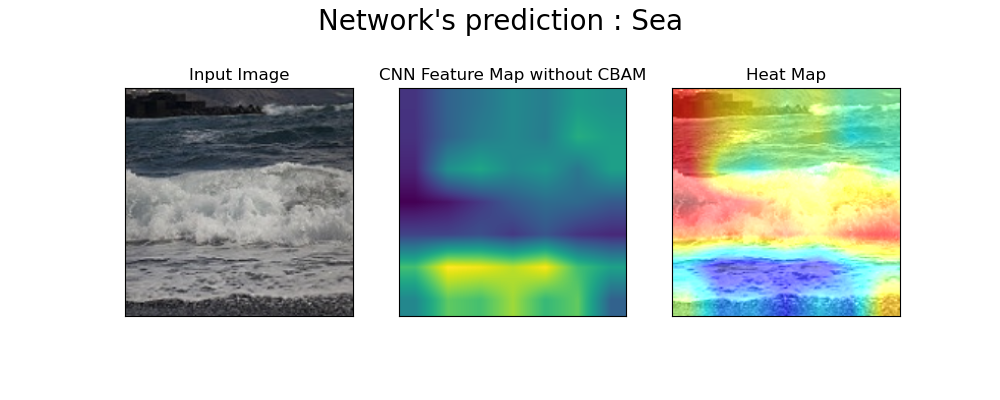 Network's prediction : Sea
Input Image
CNN Feature Map without CBAM
Heat Map